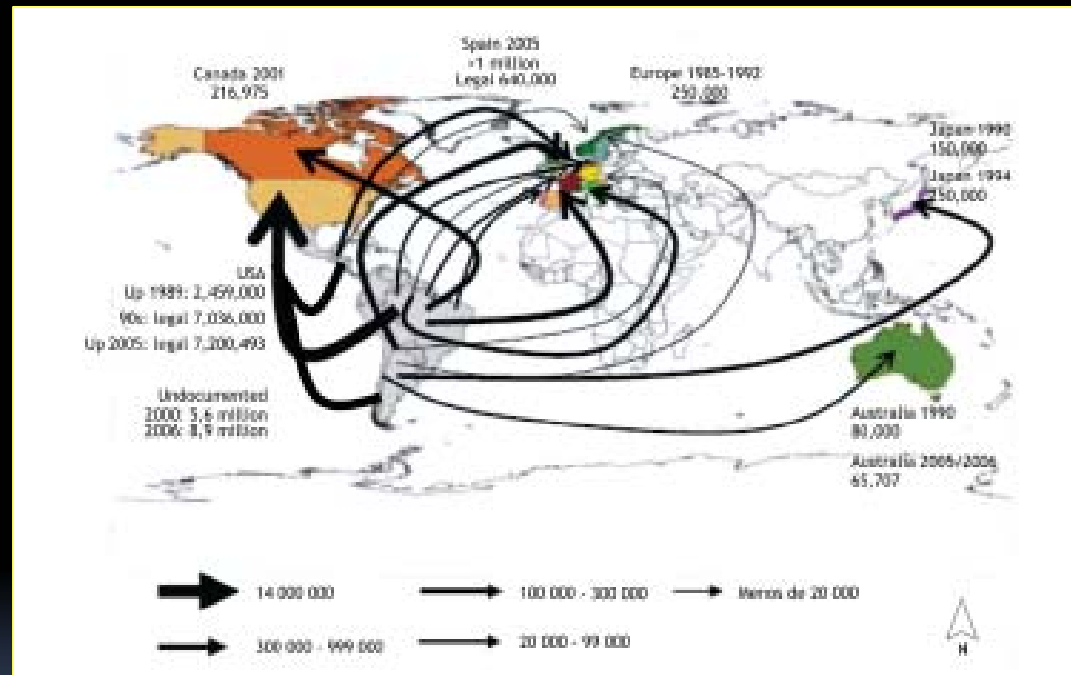 Spain 2005
>1 million
Legal 640,000
Canada 2001
216,975
Europe 1985-1992
250,000
Japan 1990
150,000
Japan 1994
250,000
USA
Up 1989: 2,459,000
90s: legal 7,036,000
Up 2005: legal 7,200,493
Undocumented
2000: 5,6 million
2006: 8,9 million
Australia 1990
80,000
Australia 2005/2006
65,707
14 000 000
100 000 - 300 000
Menos de 20 000
300 000 - 999 000
20 000 - 99 000
N